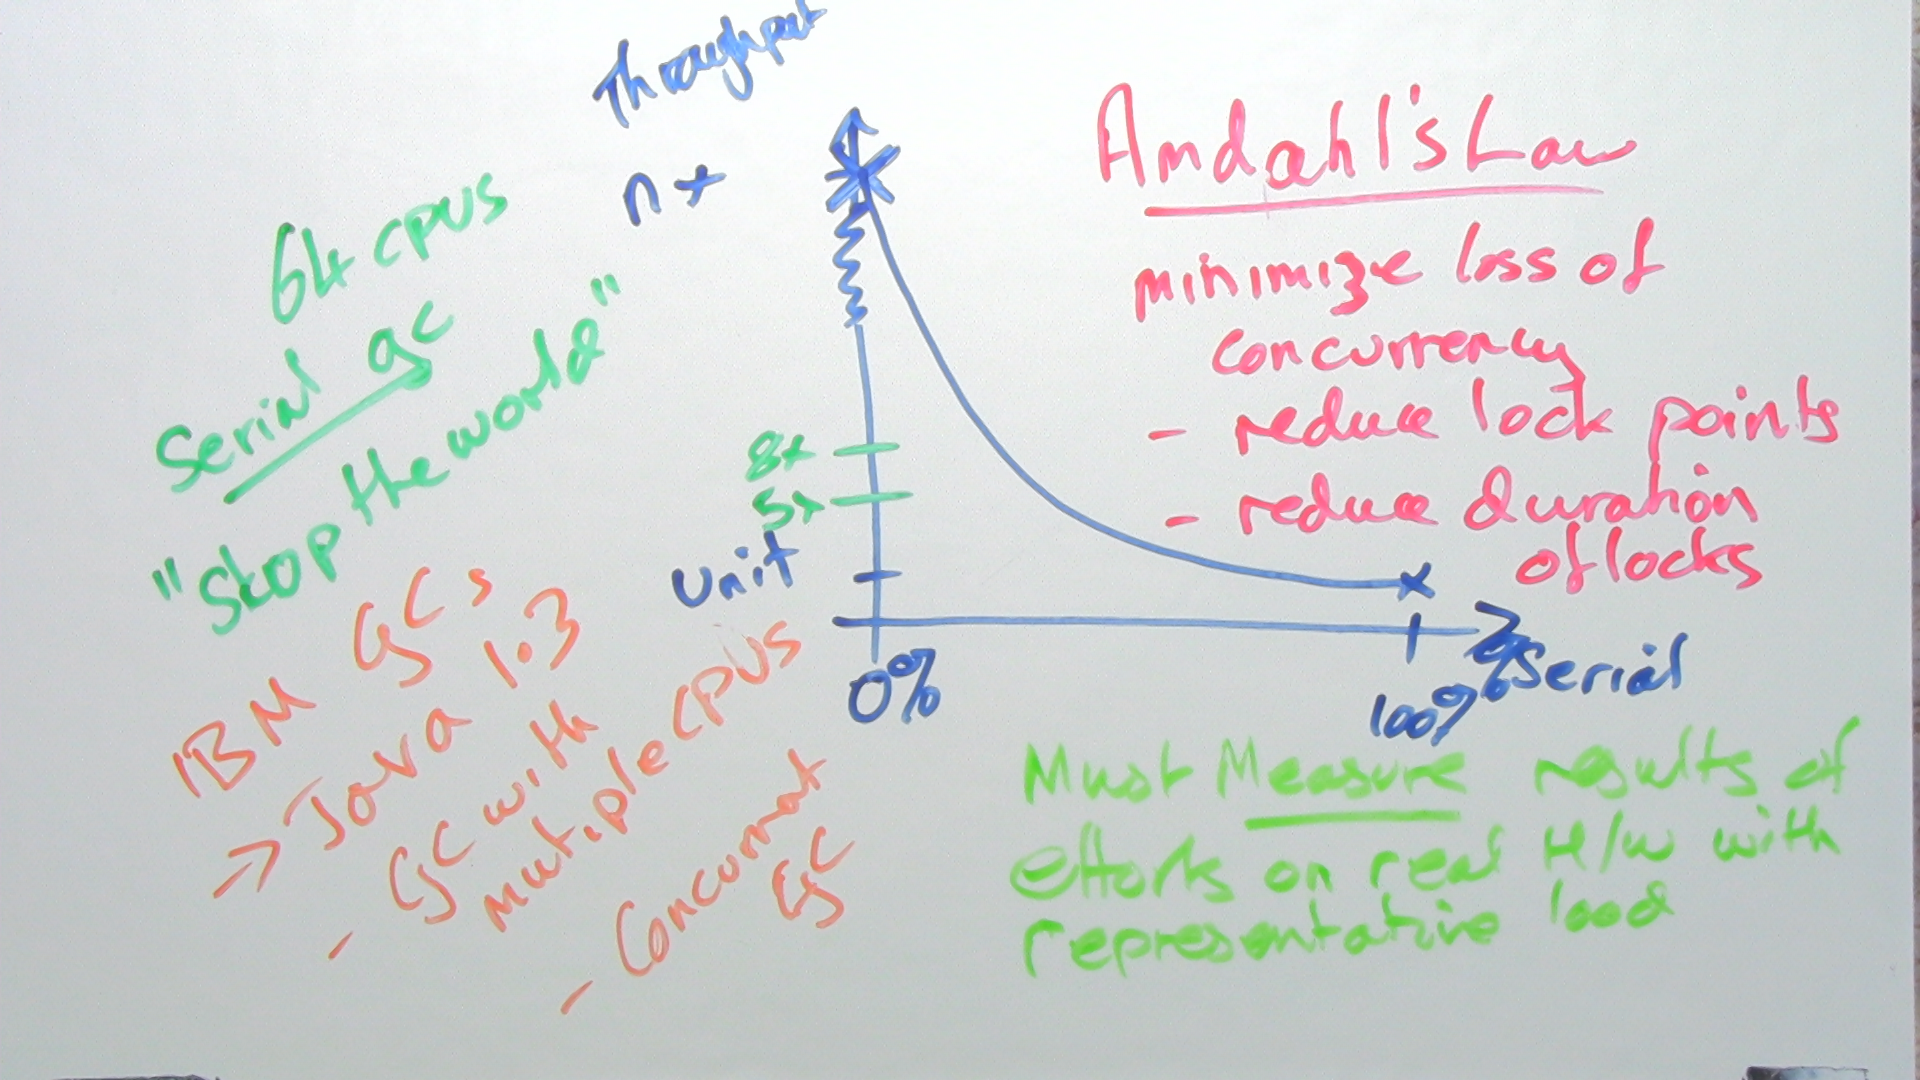 Throughput
n x
8x
5x
Unit
0%
100%
% Serial
64 CPUS
Serial gc
"Stop the world"
IBM GCs
-> Java 1.3
- GC with
multiple CPUS
- Concurrent
GC
Amdahl's Law
minimize loss of
concurrency
- reduce lock points
- reduce duration
of locks
Must Measure results of
efforts on real H/W with
representative load